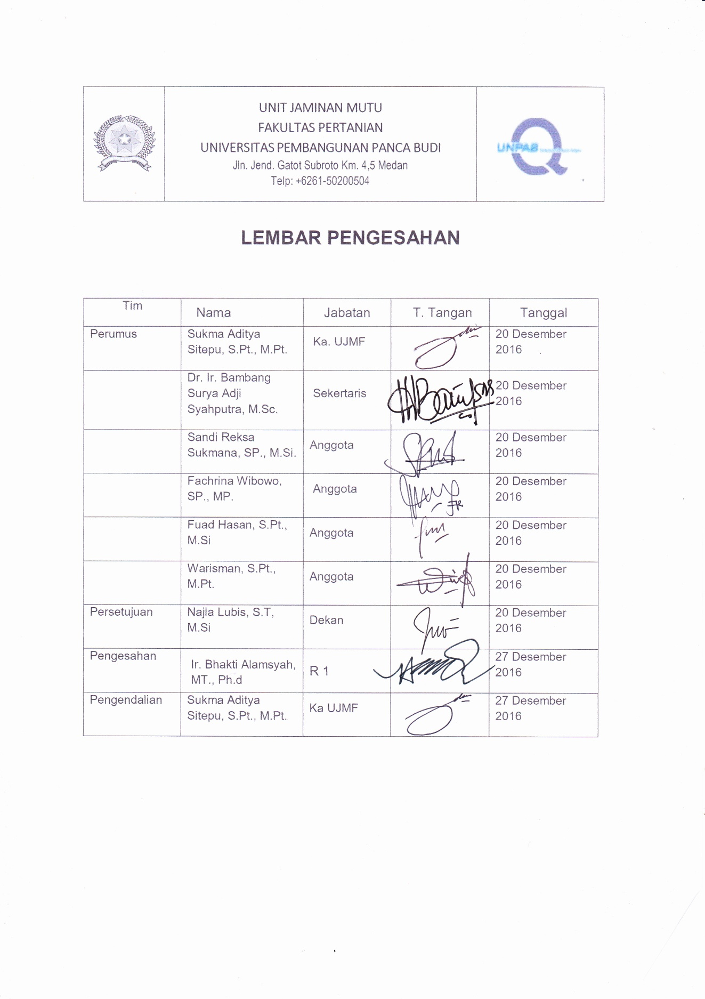 UNIT JAMINAN MUTU
FAKULTAS PERTANIAN
UNIVERSITAS PEMBANGUNAN PANCA BUDI
Jln. Jend. Gatot Subroto Km. 4,5 Medan
Telp: +6261-50200504
UNPAB
LEMBAR PENGESAHAN
Tim Nama Jabatan T. Tangan Tanggal
Perumus Sukma Aditya Ka. UJMF 20 Desember
Sitepu, S.Pt., M.Pt. 2016
Dr. Ir. Bambang Sekertaris 20 Desember
Surya Adji 2016
Syahputra, M.Sc.
Sandi Reksa Anggota 20 Desember
Sukmana, SP., M.Si. 2016
Fachrina Wibowo, Anggota 20 Desember
SP., MP. 2016
Fuad Hasan, S.Pt., Anggota 20 Desember
M.Si 2016
Warisman, S.Pt., Anggota 20 Desember
M.Pt. 2016
Persetujuan Najla Lubis, S.T, Dekan 20 Desember
M.Si 2016
Pengesahan Ir. Bhakti Alamsyah, R 1 27 Desember
MT., Ph.d 2016
Pengendalian Sukma Aditya Ka UJMF 27 Desember
Sitepu, S.Pt., M.Pt. 2016